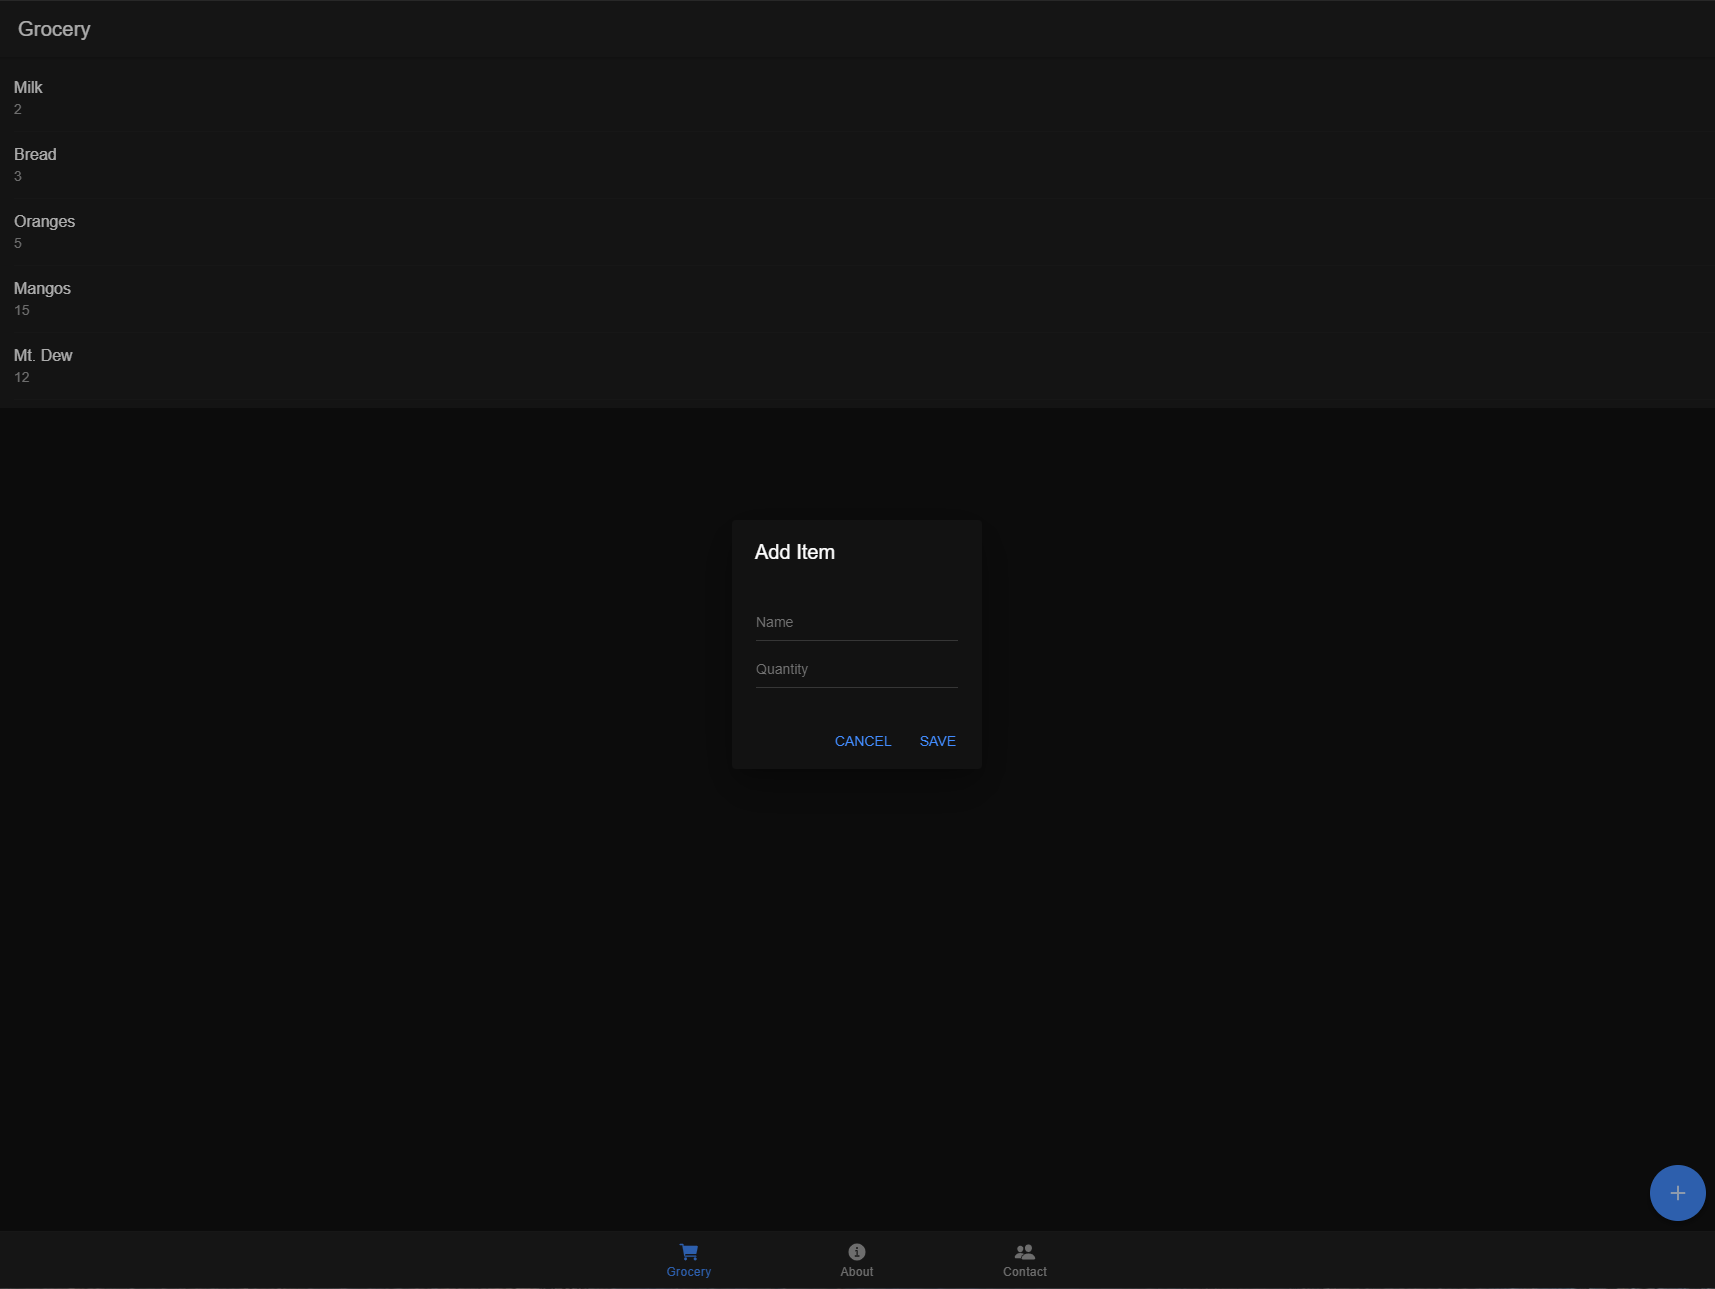 Grocery
Milk
2
Bread
3
Oranges
5
Mangos
15
Mt. Dew
12
Add Item
Name
Quantity
CANCEL SAVE
Grocery About Contact